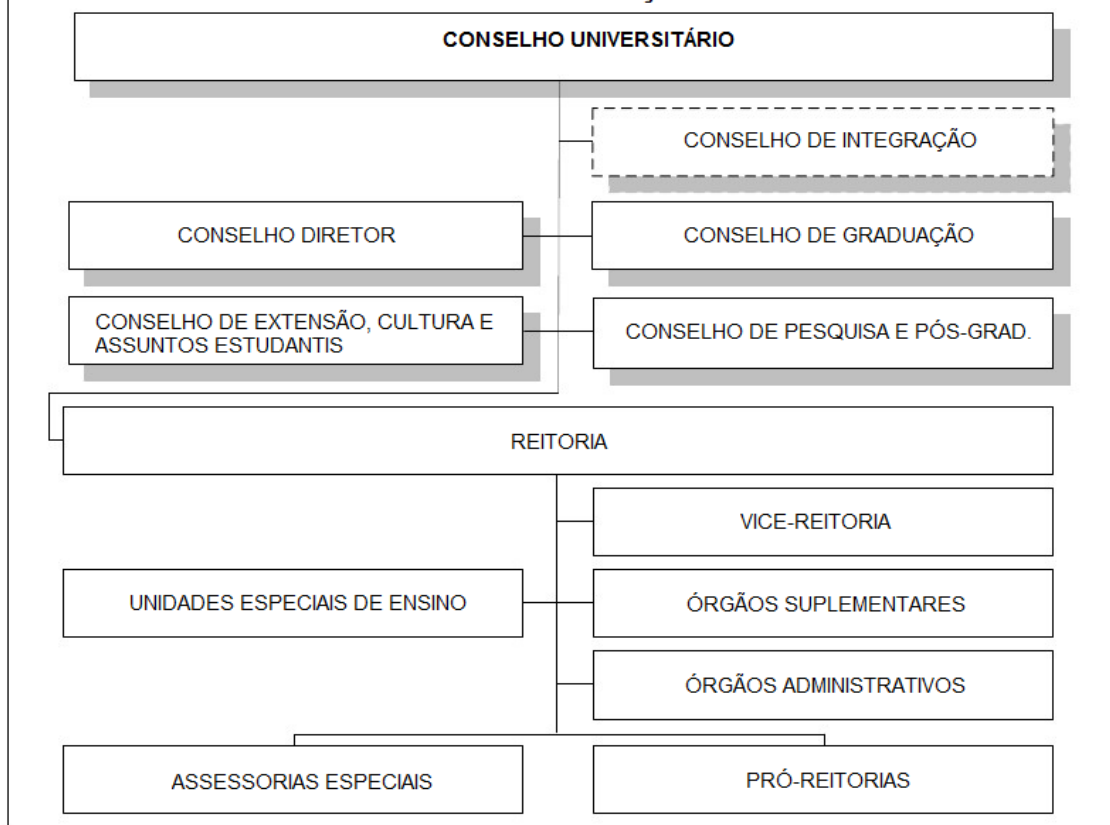 CONSELHO UNIVERSITÁRIO
CONSELHO DE INTEGRAÇÃO
CONSELHO DIRETOR
CONSELHO DE GRADUAÇÃO
CONSELHO DE EXTENSÃO, CULTURA E
ASSUNTOS ESTUDANTIS
CONSELHO DE PESQUISA E PÓS-GRAD.
REITORIA
VICE-REITORIA
UNIDADES ESPECIAIS DE ENSINO
ÓRGÃOS SUPLEMENTARES
ÓRGÃOS ADMINISTRATIVOS
ASSESSORIAS ESPECIAIS
PRÓ-REITORIAS